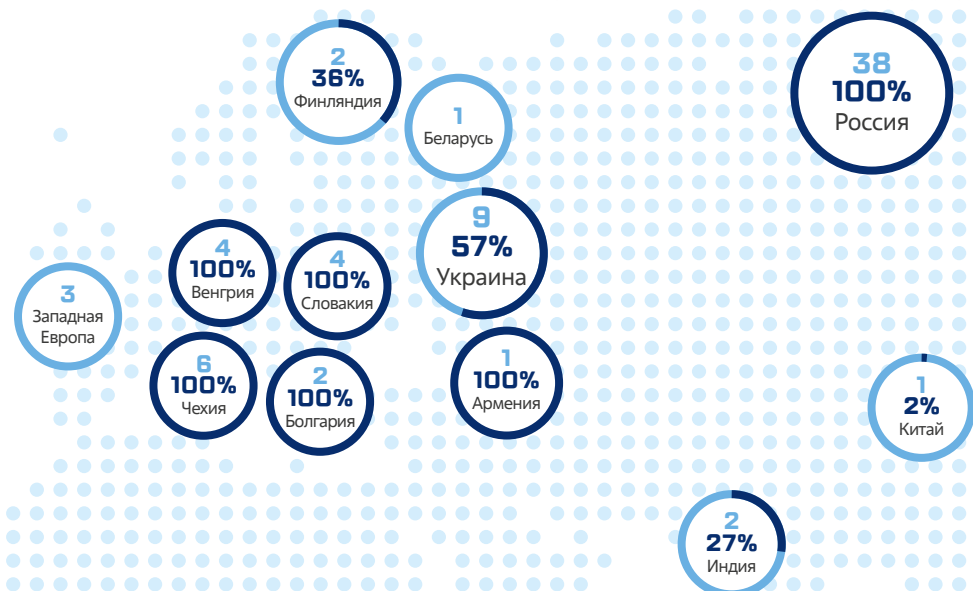 2
36%
Финляндия
38
100%
Россия
1
Беларусь
9
57%
Украина
4
100%
Венгрия
4
100%
Словакия
3
Западная
Европа
6
100%
Чехия
2
100%
Болгария
1
100%
Армения
1
2%
Китай
2
27%
Индия